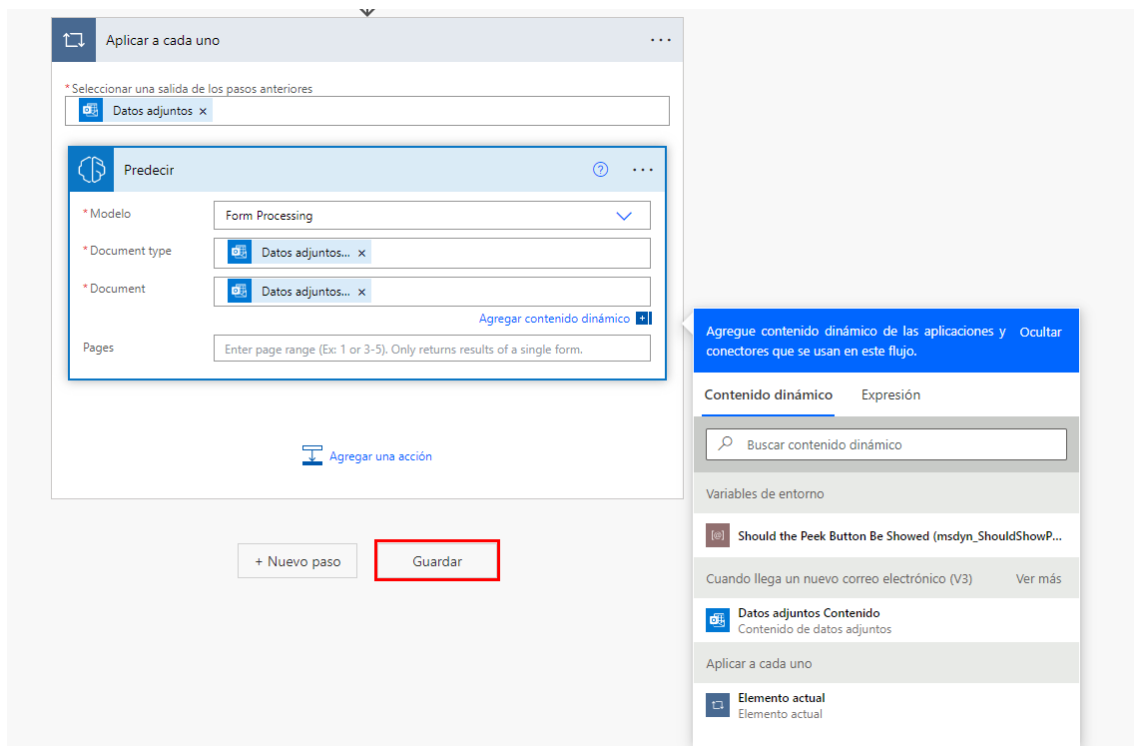 Aplicar a cada uno
* Seleccionar una salida de los pasos anteriores
Datos adjuntos ×
Predecir
* Modelo
Form Processing
* Document type
Datos adjuntos... ×
* Document
Datos adjuntos... ×
Agregar contenido dinámico
Pages
Enter page range (Ex: 1 or 3-5). Only returns results of a single form.
Agregar una acción
+ Nuevo paso
Guardar
Agregue contenido dinámico de las aplicaciones y
conectores que se usan en este flujo.
Ocultar
Contenido dinámico
Expresión
Buscar contenido dinámico
Variables de entorno
Should the Peek Button Be Showed (msdyn_ShouldShowP...
Cuando llega un nuevo correo electrónico (V3)
Ver más
Datos adjuntos Contenido
Contenido de datos adjuntos
Aplicar a cada uno
Elemento actual
Elemento actual